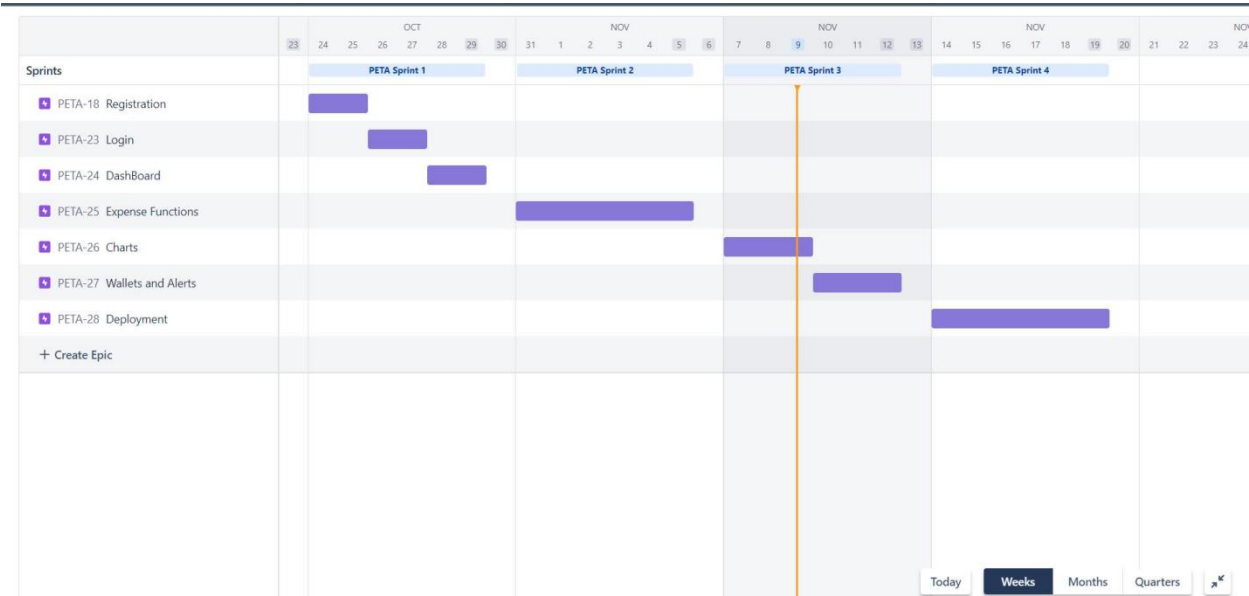 OCT NOV NOV NOV NOV
23 24 25 26 27 28 29 30 31 1 2 3 4 5 6 7 8 9 10 11 12 13 14 15 16 17 18 19 20 21 22 23 24
Sprints PETA Sprint 1 PETA Sprint 2 PETA Sprint 3 PETA Sprint 4
PETA-18 Registration
PETA-23 Login
PETA-24 DashBoard
PETA-25 Expense Functions
PETA-26 Charts
PETA-27 Wallets and Alerts
PETA-28 Deployment
+ Create Epic
Today Weeks Months Quarters